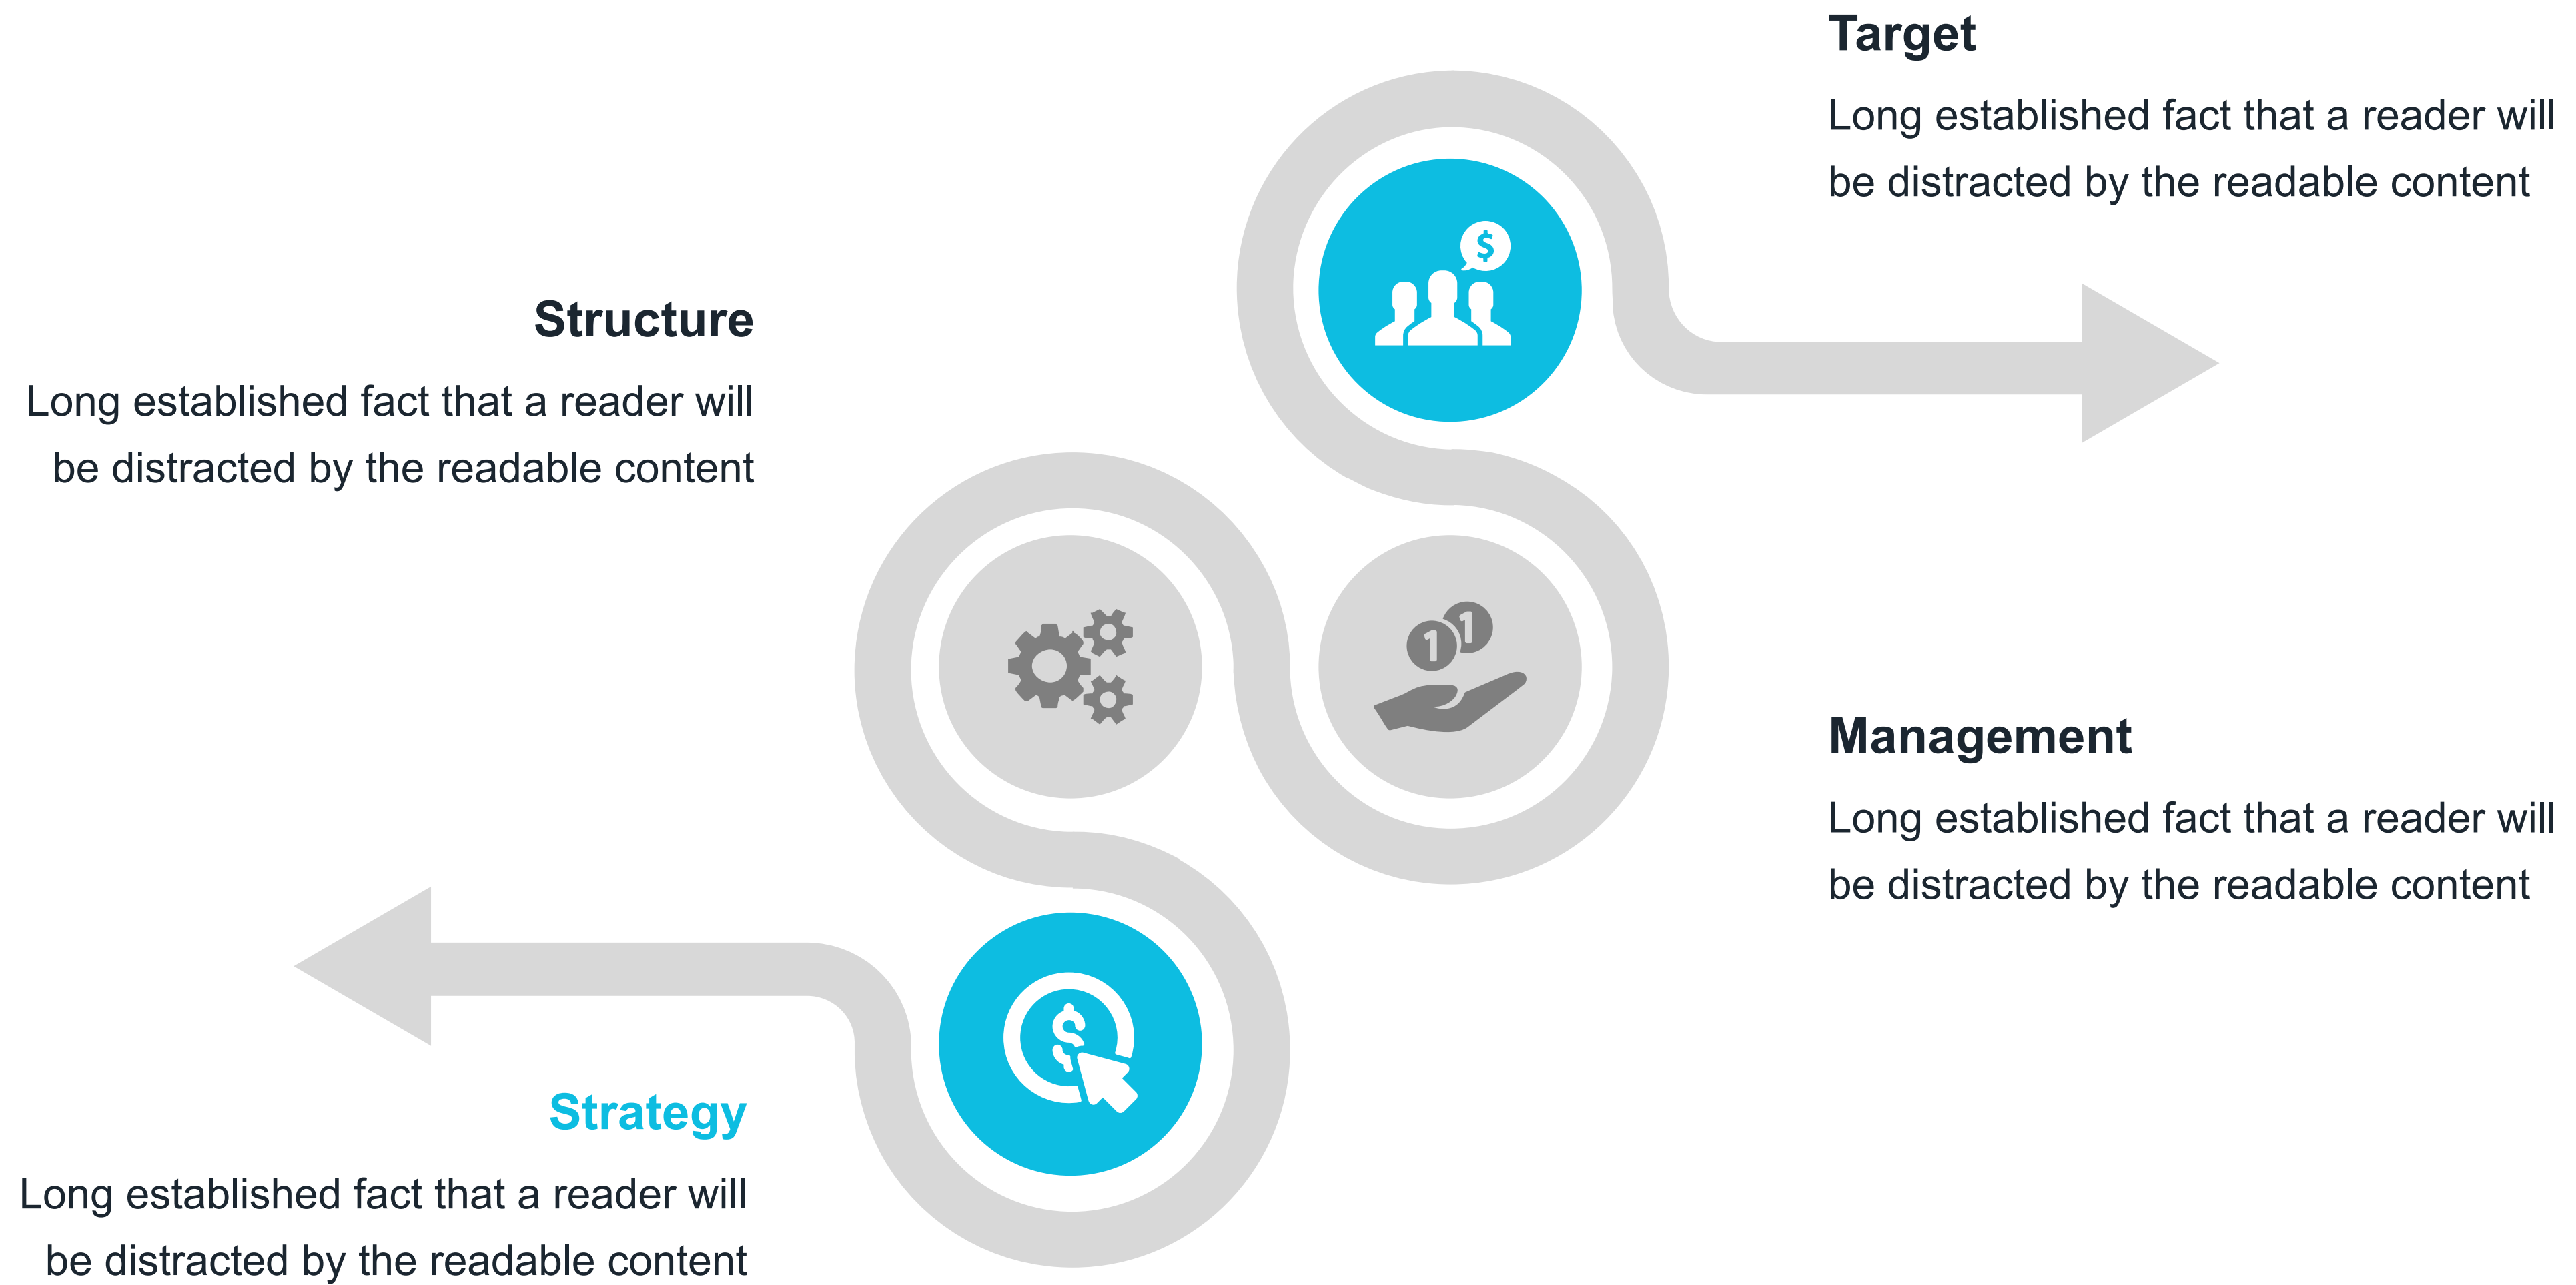 Target
Long established fact that a reader will
be distracted by the readable content
Structure
Long established fact that a reader will
be distracted by the readable content
$
1 1
Management
Long established fact that a reader will
be distracted by the readable content
$
Strategy
Long established fact that a reader will
be distracted by the readable content